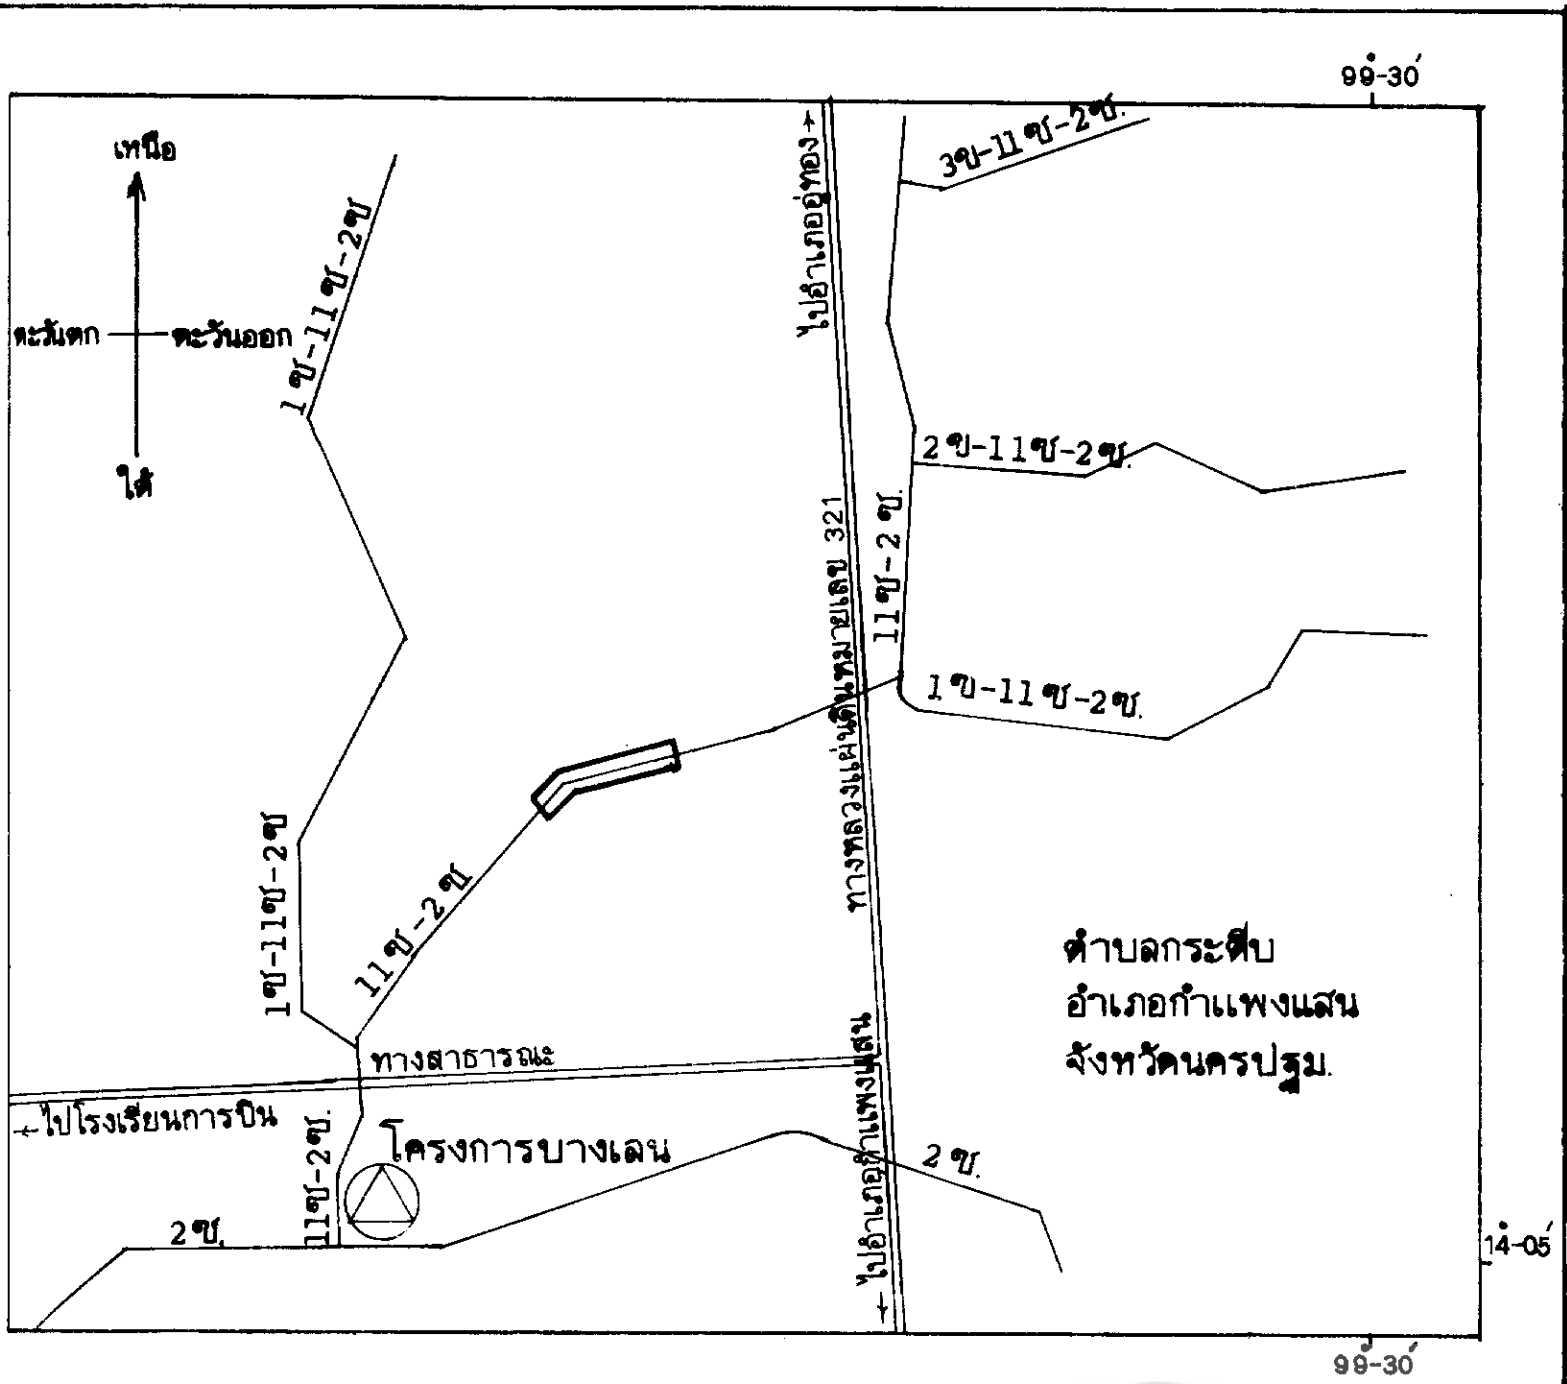 99°-30′
เหนือ
ตะวันตก
ตะวันออก
ใต้
1ซ-11ซ-2ซ
ไปอำเภออู่ทอง→
3ข-11ซ-2ซ.
2ข-11ซ-2ซ.
11ซ-2ซ.
ทางหลวงแผ่นดินหมายเลข 321
1ข-11ซ-2ซ.
1ซ-11ซ-2ซ
11ซ-2ซ
ตำบลกระตีบ
อำเภอกำแพงแสน
จังหวัดนครปฐม.
ทางสาธารณะ
←ไปโรงเรียนการบิน
11ซ-2ซ.
โครงการบางเลน
←ไปอำเภอกำแพงแสน
2ซ.
2ซ.
14°-05′
99°-30′